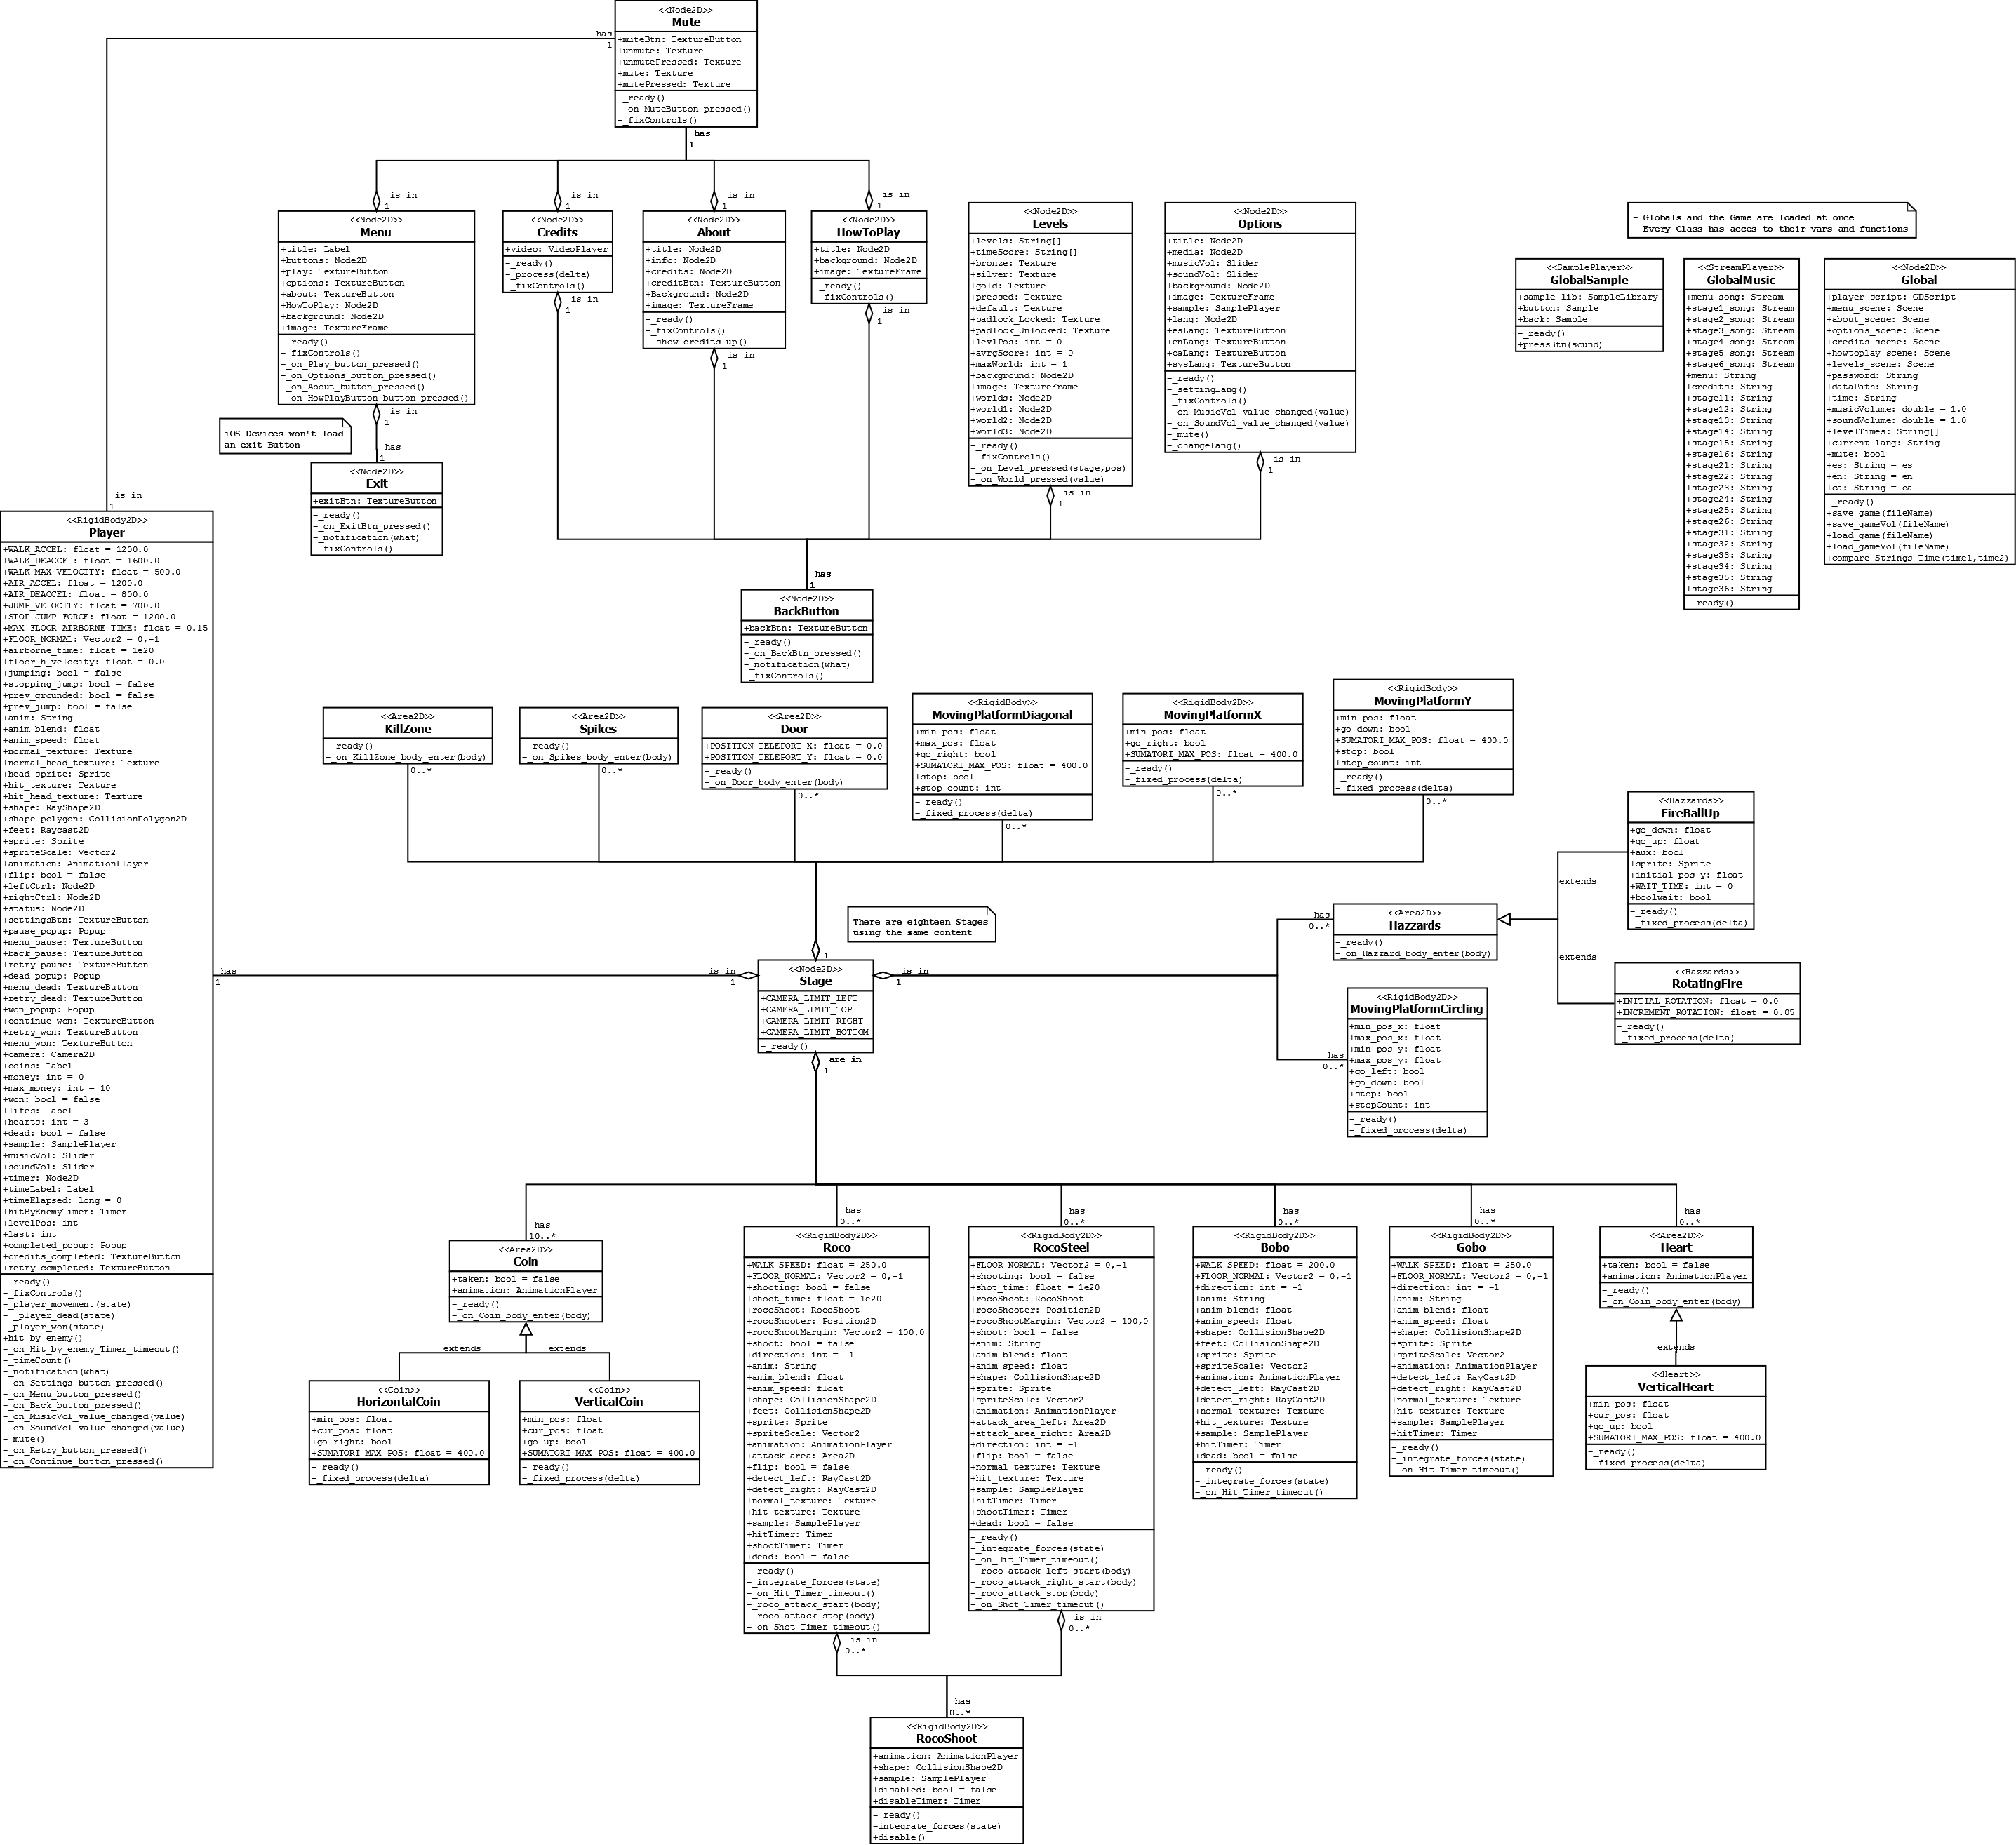 <<Node2D>>
Mute
+muteBtn: TextureButton
+unmute: Texture
+unmutePressed: Texture
+mute: Texture
+mutePressed: Texture
-_ready()
-_on_MuteButton_pressed()
-_fixControls()
has
1
has
1
is in
1
is in
1
is in
1
is in
1
<<Node2D>>
Menu
+title: Label
+buttons: Node2D
+play: TextureButton
+options: TextureButton
+about: TextureButton
+HowToPlay: Node2D
+background: Node2D
+image: TextureFrame
-_ready()
-_fixControls()
-_on_Play_button_pressed()
-_on_Options_button_pressed()
-_on_About_button_pressed()
-_on_HowPlayButton_button_pressed()
is in
1
<<Node2D>>
Credits
+video: VideoPlayer
-_ready()
-_process(delta)
-_fixControls()
is in
1
<<Node2D>>
About
+title: Node2D
+info: Node2D
+credits: Node2D
+creditBtn: TextureButton
+Background: Node2D
+image: TextureFrame
-_ready()
-_fixControls()
-_show_credits_up()
is in
1
<<Node2D>>
HowToPlay
+title: Node2D
+background: Node2D
+image: TextureFrame
-_ready()
-_fixControls()
is in
1
<<Node2D>>
Levels
+levels: String[]
+timeScore: String[]
+bronze: Texture
+silver: Texture
+gold: Texture
+pressed: Texture
+default: Texture
+padlock_Locked: Texture
+padlock_Unlocked: Texture
+levlPos: int = 0
+avrgScore: int = 0
+maxWorld: int = 1
+background: Node2D
+image: TextureFrame
+worlds: Node2D
+world1: Node2D
+world2: Node2D
+world3: Node2D
-_ready()
-_fixControls()
-_on_Level_pressed(stage,pos)
-_on_World_pressed(value)
is in
1
<<Node2D>>
Options
+title: Node2D
+media: Node2D
+musicVol: Slider
+soundVol: Slider
+background: Node2D
+image: TextureFrame
+sample: SamplePlayer
+lang: Node2D
+esLang: TextureButton
+enLang: TextureButton
+caLang: TextureButton
+sysLang: TextureButton
-_ready()
-_settingLang()
-_fixControls()
-_on_MusicVol_value_changed(value)
-_on_SoundVol_value_changed(value)
-_mute()
-_changeLang()
is in
1
- Globals and the Game are loaded at once
- Every Class has acces to their vars and functions
<<SamplePlayer>>
GlobalSample
+sample_lib: SampleLibrary
+button: Sample
+back: Sample
-_ready()
+pressBtn(sound)
<<StreamPlayer>>
GlobalMusic
+menu_song: Stream
+stage1_song: Stream
+stage2_song: Stream
+stage3_song: Stream
+stage4_song: Stream
+stage5_song: Stream
+stage6_song: Stream
+menu: String
+credits: String
+stage11: String
+stage12: String
+stage13: String
+stage14: String
+stage15: String
+stage16: String
+stage21: String
+stage22: String
+stage23: String
+stage24: String
+stage25: String
+stage26: String
+stage31: String
+stage32: String
+stage33: String
+stage34: String
+stage35: String
+stage36: String
-_ready()
<<Node2D>>
Global
+player_script: GDScript
+menu_scene: Scene
+about_scene: Scene
+options_scene: Scene
+credits_scene: Scene
+howtoplay_scene: Scene
+levels_scene: Scene
+password: String
+dataPath: String
+time: String
+musicVolume: double = 1.0
+soundVolume: double = 1.0
+levelTimes: String[]
+current_lang: String
+mute: bool
+es: String = es
+en: String = en
+ca: String = ca
-_ready()
+save_game(fileName)
+save_gameVol(fileName)
+load_game(fileName)
+load_gameVol(fileName)
+compare_Strings_Time(time1,time2)
iOS Devices won't load
an exit Button
has
1
<<Node2D>>
Exit
+exitBtn: TextureButton
-_ready()
-_on_ExitBtn_pressed()
-_notification(what)
-_fixControls()
has
1
<<Node2D>>
BackButton
+backBtn: TextureButton
-_ready()
-_on_BackBtn_pressed()
-_notification(what)
-_fixControls()
is in
1
<<RigidBody2D>>
Player
+WALK_ACCEL: float = 1200.0
+WALK_DEACCEL: float = 1600.0
+WALK_MAX_VELOCITY: float = 500.0
+AIR_ACCEL: float = 1200.0
+AIR_DEACCEL: float = 800.0
+JUMP_VELOCITY: float = 700.0
+STOP_JUMP_FORCE: float = 1200.0
+MAX_FLOOR_AIRBORNE_TIME: float = 0.15
+FLOOR_NORMAL: Vector2 = 0,-1
+airborne_time: float = 1e20
+floor_h_velocity: float = 0.0
+jumping: bool = false
+stopping_jump: bool = false
+prev_grounded: bool = false
+prev_jump: bool = false
+anim: String
+anim_blend: float
+anim_speed: float
+normal_texture: Texture
+normal_head_texture: Texture
+head_sprite: Sprite
+hit_texture: Texture
+hit_head_texture: Texture
+shape: RayShape2D
+shape_polygon: CollisionPolygon2D
+feet: Raycast2D
+sprite: Sprite
+spriteScale: Vector2
+animation: AnimationPlayer
+flip: bool = false
+leftCtrl: Node2D
+rightCtrl: Node2D
+status: Node2D
+settingsBtn: TextureButton
+pause_popup: Popup
+menu_pause: TextureButton
+back_pause: TextureButton
+retry_pause: TextureButton
+dead_popup: Popup
+menu_dead: TextureButton
+retry_dead: TextureButton
+won_popup: Popup
+continue_won: TextureButton
+retry_won: TextureButton
+menu_won: TextureButton
+camera: Camera2D
+coins: Label
+money: int = 0
+max_money: int = 10
+won: bool = false
+lifes: Label
+hearts: int = 3
+dead: bool = false
+sample: SamplePlayer
+musicVol: Slider
+soundVol: Slider
+timer: Node2D
+timeLabel: Label
+timeElapsed: long = 0
+hitByEnemyTimer: Timer
+levelPos: int
+last: int
+completed_popup: Popup
+credits_completed: TextureButton
+retry_completed: TextureButton
-_ready()
-_fixControls()
-_player_movement(state)
- _player_dead(state)
-_player_won(state)
+hit_by_enemy()
-_on_Hit_by_enemy_Timer_timeout()
-_timeCount()
-_notification(what)
-_on_Settings_button_pressed()
-_on_Menu_button_pressed()
-_on_Back_button_pressed()
-_on_MusicVol_value_changed(value)
-_on_SoundVol_value_changed(value)
-_mute()
-_on_Retry_button_pressed()
-_on_Continue_button_pressed()
<<Area2D>>
KillZone
-_ready()
-_on_KillZone_body_enter(body)
0..*
<<Area2D>>
Spikes
-_ready()
-_on_Spikes_body_enter(body)
0..*
<<Area2D>>
Door
+POSITION_TELEPORT_X: float = 0.0
+POSITION_TELEPORT_Y: float = 0.0
-_ready()
-_on_Door_body_enter(body)
0..*
<<RigidBody>>
MovingPlatformDiagonal
+min_pos: float
+max_pos: float
+go_right: bool
+SUMATORI_MAX_POS: float = 400.0
+stop: bool
+stop_count: int
-_ready()
-_fixed_process(delta)
0..*
<<RigidBody2D>>
MovingPlatformX
+min_pos: float
+go_right: bool
+SUMATORI_MAX_POS: float = 400.0
-_ready()
-_fixed_process(delta)
0..*
<<RigidBody>>
MovingPlatformY
+min_pos: float
+go_down: bool
+SUMATORI_MAX_POS: float = 400.0
+stop: bool
+stop_count: int
-_ready()
-_fixed_process(delta)
0..*
There are eighteen Stages
using the same content
1
has
1
is in
1
<<Node2D>>
Stage
+CAMERA_LIMIT_LEFT
+CAMERA_LIMIT_TOP
+CAMERA_LIMIT_RIGHT
+CAMERA_LIMIT_BOTTOM
-_ready()
is in
1
are in
1
has
0..*
<<Area2D>>
Hazzards
-_ready()
-_on_Hazzard_body_enter(body)
extends
extends
<<Hazzards>>
FireBallUp
+go_down: float
+go_up: float
+aux: bool
+sprite: Sprite
+initial_pos_y: float
+WAIT_TIME: int = 0
+boolwait: bool
-_ready()
-_fixed_process(delta)
<<Hazzards>>
RotatingFire
+INITIAL_ROTATION: float = 0.0
+INCREMENT_ROTATION: float = 0.05
-_ready()
-_fixed_process(delta)
has
0..*
<<RigidBody2D>>
MovingPlatformCircling
+min_pos_x: float
+max_pos_x: float
+min_pos_y: float
+max_pos_y: float
+go_left: bool
+go_down: bool
+stop: bool
+stopCount: int
-_ready()
-_fixed_process(delta)
has
10..*
<<Area2D>>
Coin
+taken: bool = false
+animation: AnimationPlayer
-_ready()
-_on_Coin_body_enter(body)
extends
extends
<<Coin>>
HorizontalCoin
+min_pos: float
+cur_pos: float
+go_right: bool
+SUMATORI_MAX_POS: float = 400.0
-_ready()
-_fixed_process(delta)
<<Coin>>
VerticalCoin
+min_pos: float
+cur_pos: float
+go_up: bool
+SUMATORI_MAX_POS: float = 400.0
-_ready()
-_fixed_process(delta)
has
0..*
<<RigidBody2D>>
Roco
+WALK_SPEED: float = 250.0
+FLOOR_NORMAL: Vector2 = 0,-1
+shooting: bool = false
+shoot_time: float = 1e20
+rocoShoot: RocoShoot
+rocoShooter: Position2D
+rocoShootMargin: Vector2 = 100,0
+shoot: bool = false
+direction: int = -1
+anim: String
+anim_blend: float
+anim_speed: float
+shape: CollisionShape2D
+feet: CollisionShape2D
+sprite: Sprite
+spriteScale: Vector2
+animation: AnimationPlayer
+attack_area: Area2D
+flip: bool = false
+detect_left: RayCast2D
+detect_right: RayCast2D
+normal_texture: Texture
+hit_texture: Texture
+sample: SamplePlayer
+hitTimer: Timer
+shootTimer: Timer
+dead: bool = false
-_ready()
-_integrate_forces(state)
-_on_Hit_Timer_timeout()
-_roco_attack_start(body)
-_roco_attack_stop(body)
-_on_Shot_Timer_timeout()
is in
0..*
has
0..*
<<RigidBody2D>>
RocoSteel
+FLOOR_NORMAL: Vector2 = 0,-1
+shooting: bool = false
+shot_time: float = 1e20
+rocoShoot: RocoShoot
+rocoShooter: Position2D
+rocoShootMargin: Vector2 = 100,0
+shoot: bool = false
+anim: String
+anim_blend: float
+anim_speed: float
+shape: CollisionShape2D
+sprite: Sprite
+spriteScale: Vector2
+animation: AnimationPlayer
+attack_area_left: Area2D
+attack_area_right: Area2D
+direction: int = -1
+flip: bool = false
+normal_texture: Texture
+hit_texture: Texture
+sample: SamplePlayer
+hitTimer: Timer
+shootTimer: Timer
+dead: bool = false
-_ready()
-_integrate_forces(state)
-_on_Hit_Timer_timeout()
-_roco_attack_left_start(body)
-_roco_attack_right_start(body)
-_roco_attack_stop(body)
-_on_Shot_Timer_timeout()
is in
0..*
has
0..*
<<RigidBody2D>>
Bobo
+WALK_SPEED: float = 200.0
+FLOOR_NORMAL: Vector2 = 0,-1
+direction: int = -1
+anim: String
+anim_blend: float
+anim_speed: float
+shape: CollisionShape2D
+feet: CollisionShape2D
+sprite: Sprite
+spriteScale: Vector2
+animation: AnimationPlayer
+detect_left: RayCast2D
+detect_right: RayCast2D
+normal_texture: Texture
+hit_texture: Texture
+sample: SamplePlayer
+hitTimer: Timer
+dead: bool = false
-_ready()
-_integrate_forces(state)
-_on_Hit_Timer_timeout()
has
0..*
<<RigidBody2D>>
Gobo
+WALK_SPEED: float = 250.0
+FLOOR_NORMAL: Vector2 = 0,-1
+direction: int = -1
+anim: String
+anim_blend: float
+anim_speed: float
+shape: CollisionShape2D
+sprite: Sprite
+spriteScale: Vector2
+animation: AnimationPlayer
+detect_left: RayCast2D
+detect_right: RayCast2D
+normal_texture: Texture
+hit_texture: Texture
+sample: SamplePlayer
+hitTimer: Timer
-_ready()
-_integrate_forces(state)
-_on_Hit_Timer_timeout()
has
0..*
<<Area2D>>
Heart
+taken: bool = false
+animation: AnimationPlayer
-_ready()
-_on_Coin_body_enter(body)
extends
<<Heart>>
VerticalHeart
+min_pos: float
+cur_pos: float
+go_up: bool
+SUMATORI_MAX_POS: float = 400.0
-_ready()
-_fixed_process(delta)
has
0..*
<<RigidBody2D>>
RocoShoot
+animation: AnimationPlayer
+shape: CollisionShape2D
+sample: SamplePlayer
+disabled: bool = false
+disableTimer: Timer
-_ready()
-integrate_forces(state)
+disable()